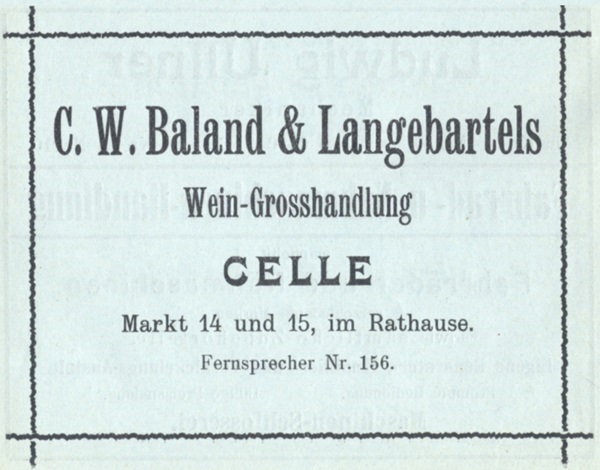 C. W. Baland & Langebartels
Wein-Grosshandlung
CELLE
Markt 14 und 15, im Rathause.
Fernsprecher Nr. 156.